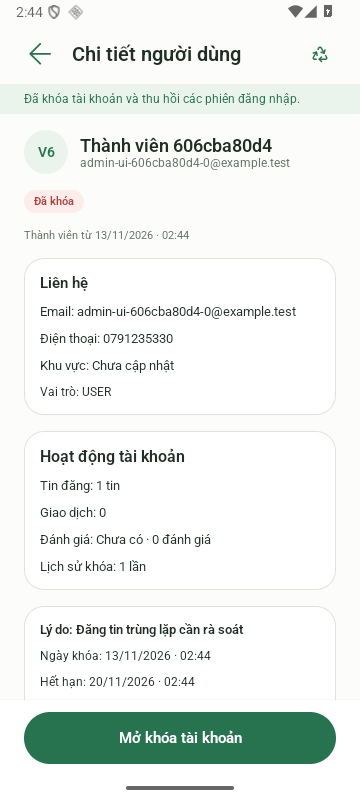 2:44
Chi tiết người dùng
Đã khóa tài khoản và thu hồi các phiên đăng nhập.
V6
Thành viên 606cba80d4
admin-ui-606cba80d4-0@example.test
Đã khóa
Thành viên từ 13/11/2026 · 02:44
Liên hệ
Email: admin-ui-606cba80d4-0@example.test
Điện thoại: 0791235330
Khu vực: Chưa cập nhật
Vai trò: USER
Hoạt động tài khoản
Tin đăng: 1 tin
Giao dịch: 0
Đánh giá: Chưa có · 0 đánh giá
Lịch sử khóa: 1 lần
Lý do: Đăng tin trùng lặp cần rà soát
Ngày khóa: 13/11/2026 · 02:44
Hết hạn: 20/11/2026 · 02:44
Mở khóa tài khoản